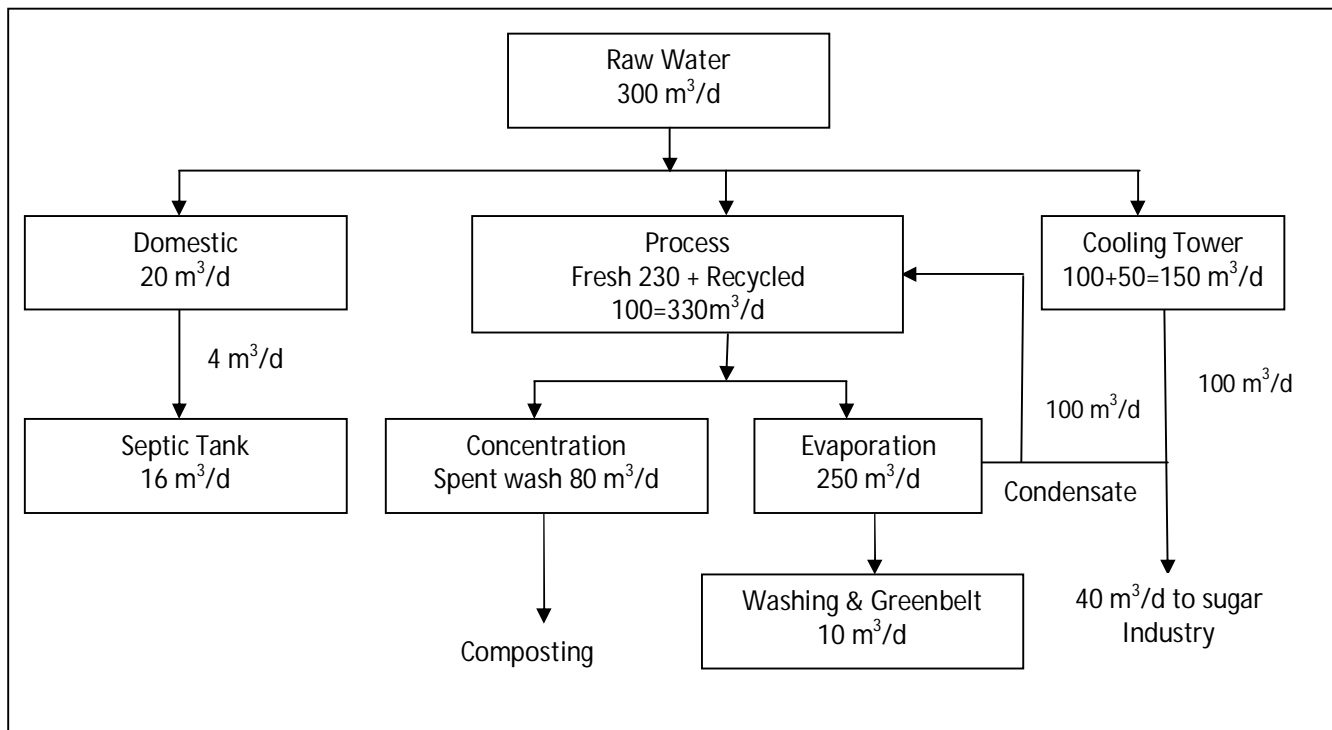 Raw Water
300 m³/d
Domestic
20 m³/d
Process
Fresh 230 + Recycled
100=330m³/d
Cooling Tower
100+50=150 m³/d
4 m³/d
100 m³/d
100 m³/d
Septic Tank
16 m³/d
Concentration
Spent wash 80 m³/d
Evaporation
250 m³/d
Condensate
Washing & Greenbelt
10 m³/d
40 m³/d to sugar
Industry
Composting